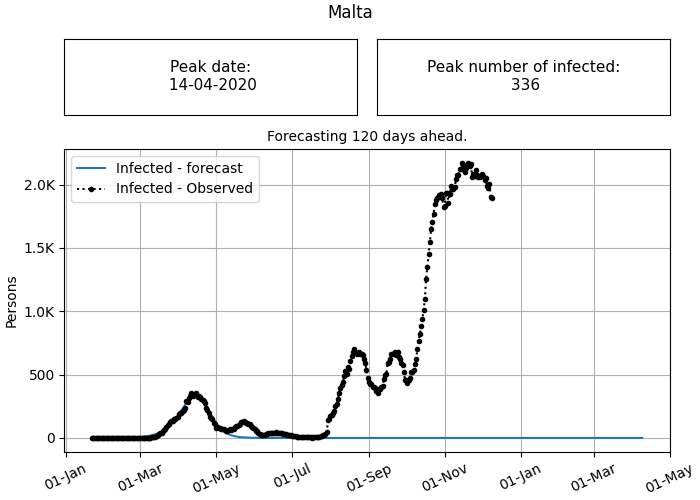 Malta
Peak date:
14-04-2020
Peak number of infected:
336
Forecasting 120 days ahead.
Infected - forecast
Infected - Observed
2.0K
1.5K
1.0K
500
0
Persons
01-Jan
01-Mar
01-May
01-Jul
01-Sep
01-Nov
01-Jan
01-Mar
01-May